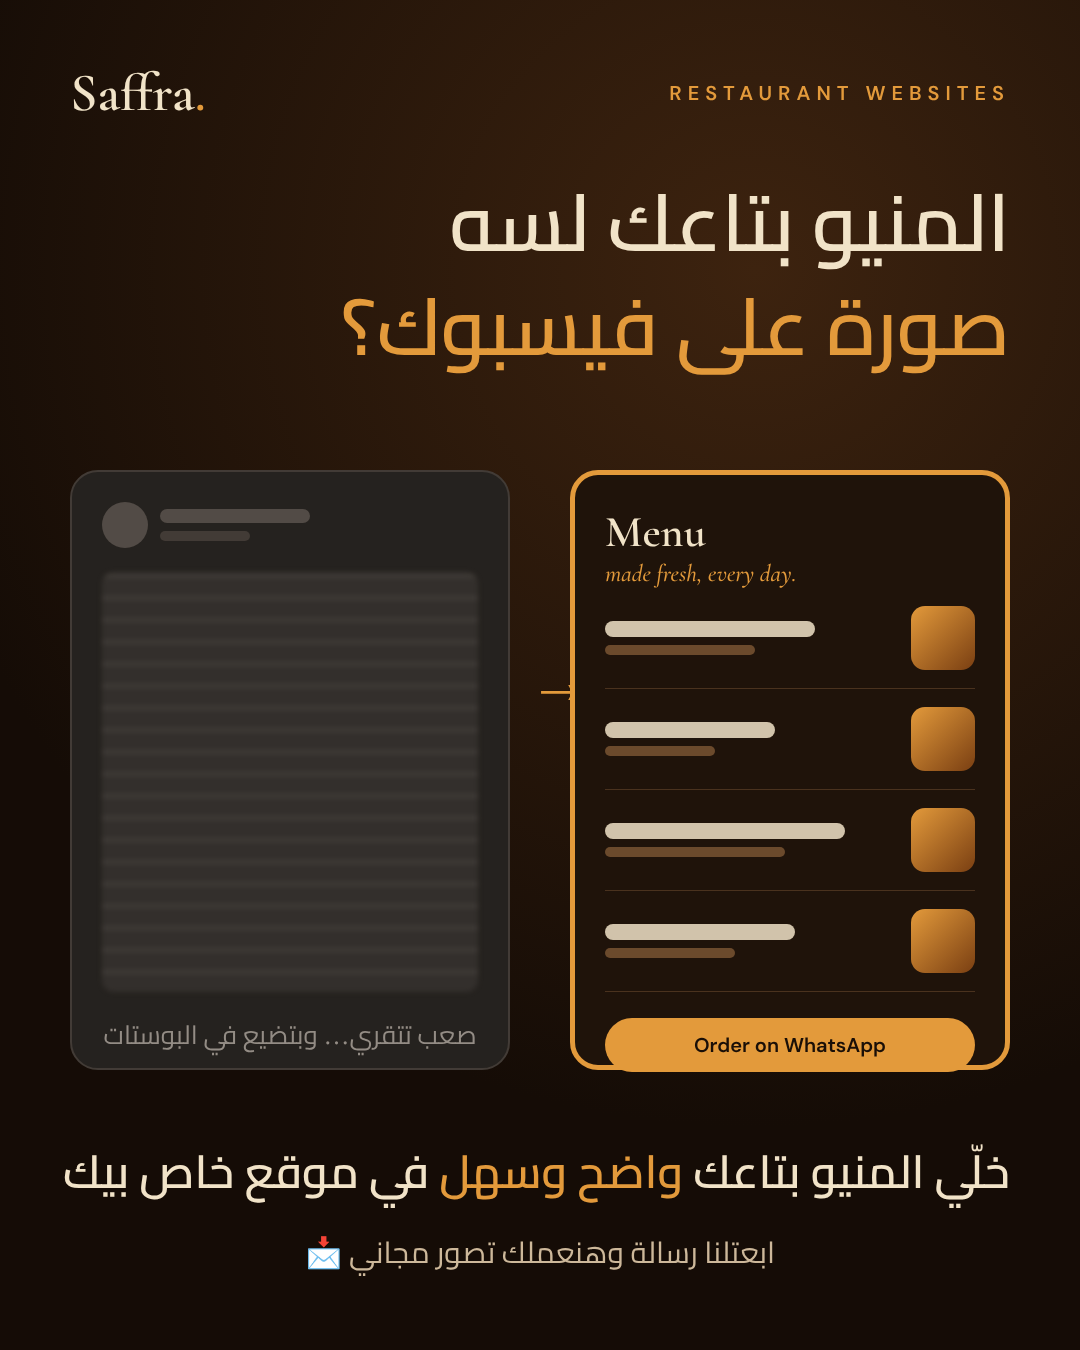 Saffra.
RESTAURANT WEBSITES
المنيو بتاعك لسه
صورة على فيسبوك؟
صعب تتقري... وبتضيع في البوستات
Menu
made fresh, every day.
Order on WhatsApp
خلّي المنيو بتاعك واضح وسهل في موقع خاص بيك
ابعتلنا رسالة وهنعملك تصور مجاني 📩